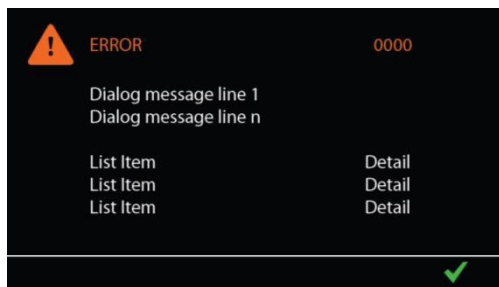 ERROR 0000
Dialog message line 1
Dialog message line n
List Item Detail
List Item Detail
List Item Detail